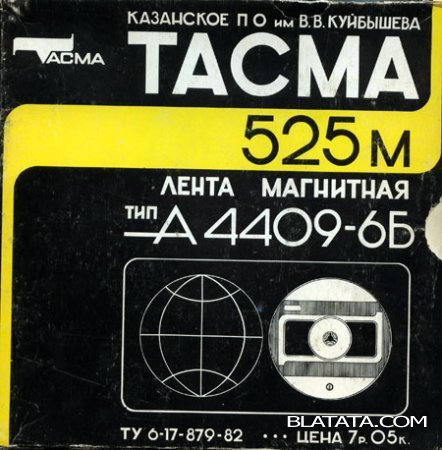 КАЗАНСКОЕ П О им В.В.КУЙБЫШЕВА
ТАСМА
ТАСМА
525м
ЛЕНТА МАГНИТНАЯ
ТИП А 4409-6Б
BLATATA.COM
ТУ 6-17-879-82 ••• ЦЕНА 7р.05к.